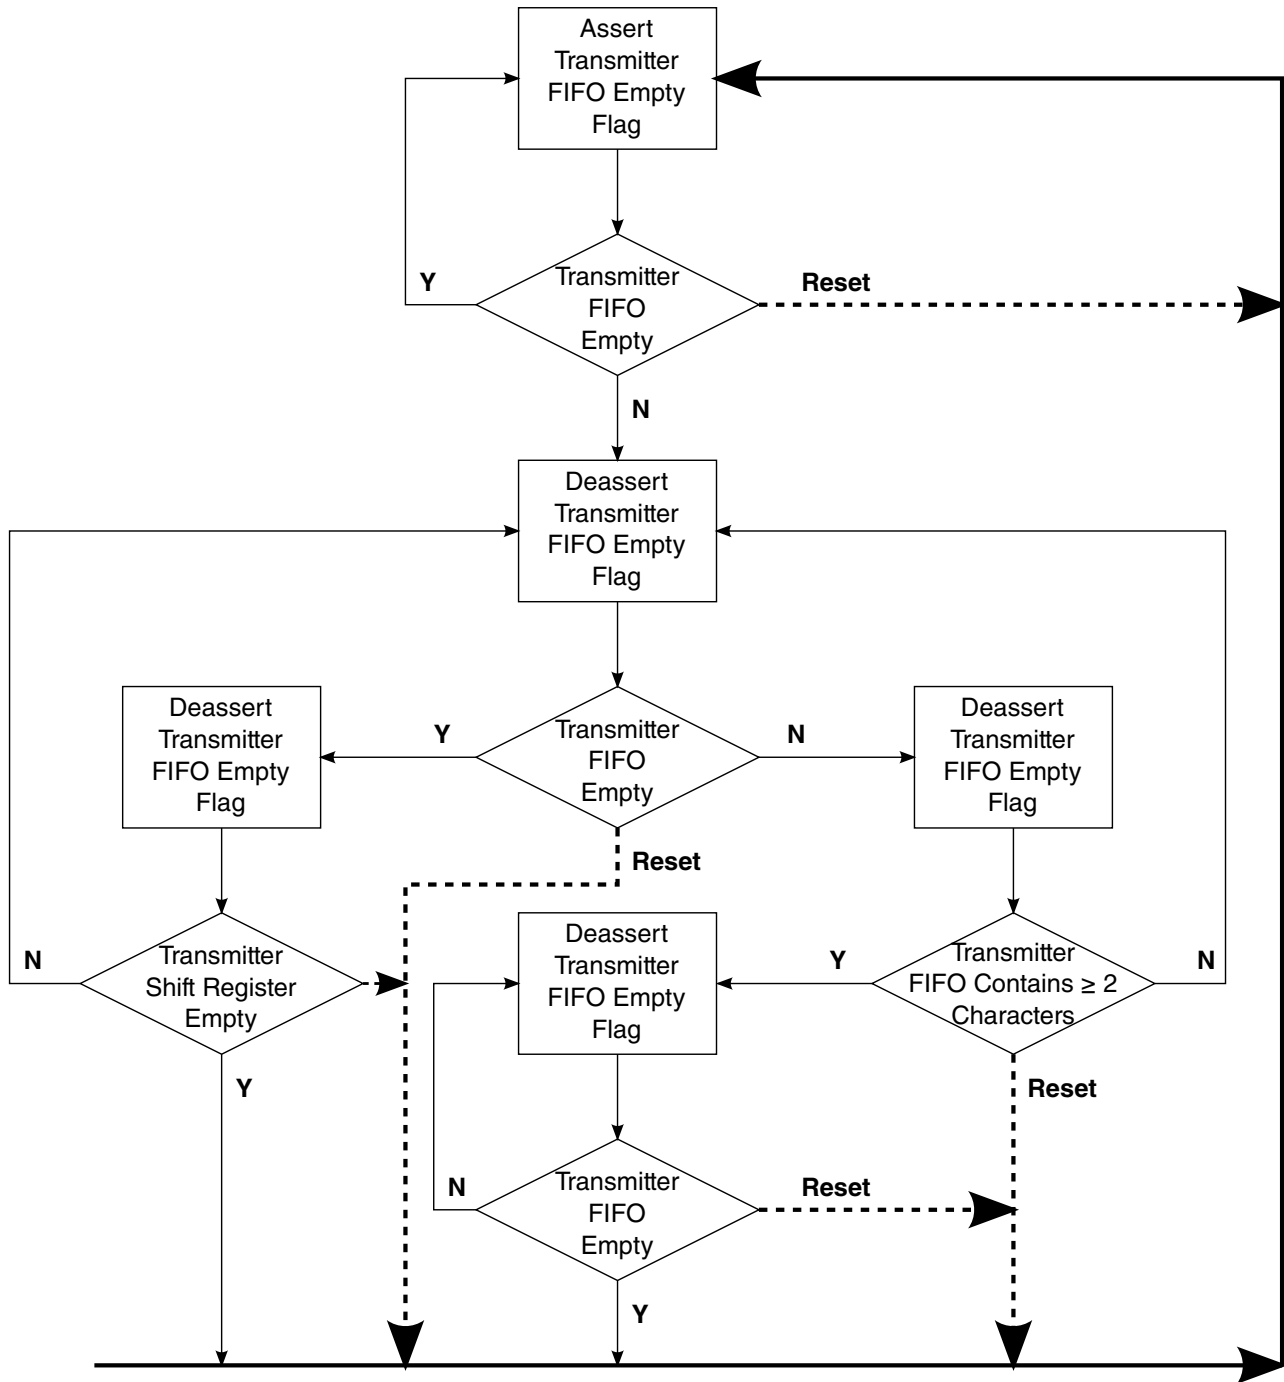 Assert
Transmitter
FIFO Empty
Flag
Y
Transmitter
FIFO
Empty
Reset
N
Deassert
Transmitter
FIFO Empty
Flag
Deassert
Transmitter
FIFO Empty
Flag
Y
Transmitter
FIFO
Empty
N
Deassert
Transmitter
FIFO Empty
Flag
Reset
N
Transmitter
Shift Register
Empty
Y
Deassert
Transmitter
FIFO Empty
Flag
Y
Transmitter
FIFO Contains ≥ 2
Characters
N
Reset
N
Transmitter
FIFO
Empty
Reset
Y